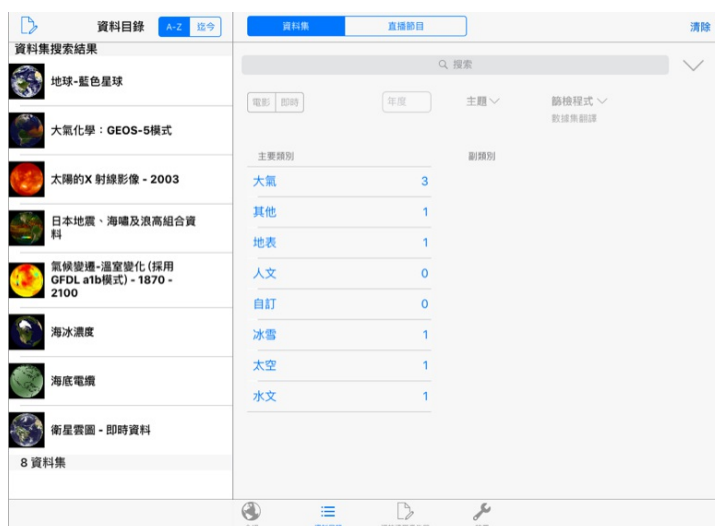 資料目錄
A-Z
迄今
資料集
直播節目
清除
資料集搜索結果
地球-藍色星球
大氣化學：GEOS-5模式
太陽的X 射線影像 - 2003
日本地震、海嘯及浪高組合資
料
氣候變遷-溫室變化 (採用
GFDL a1b模式) - 1870 -
2100
海冰濃度
海底電纜
衛星雲圖 - 即時資料
8 資料集
搜索
電影
即時
年度
主題
篩檢程式
數據集翻譯
主要類別
副類別
大氣 3
其他 1
地表 1
人文 0
自訂 0
冰雪 1
太空 1
水文 1